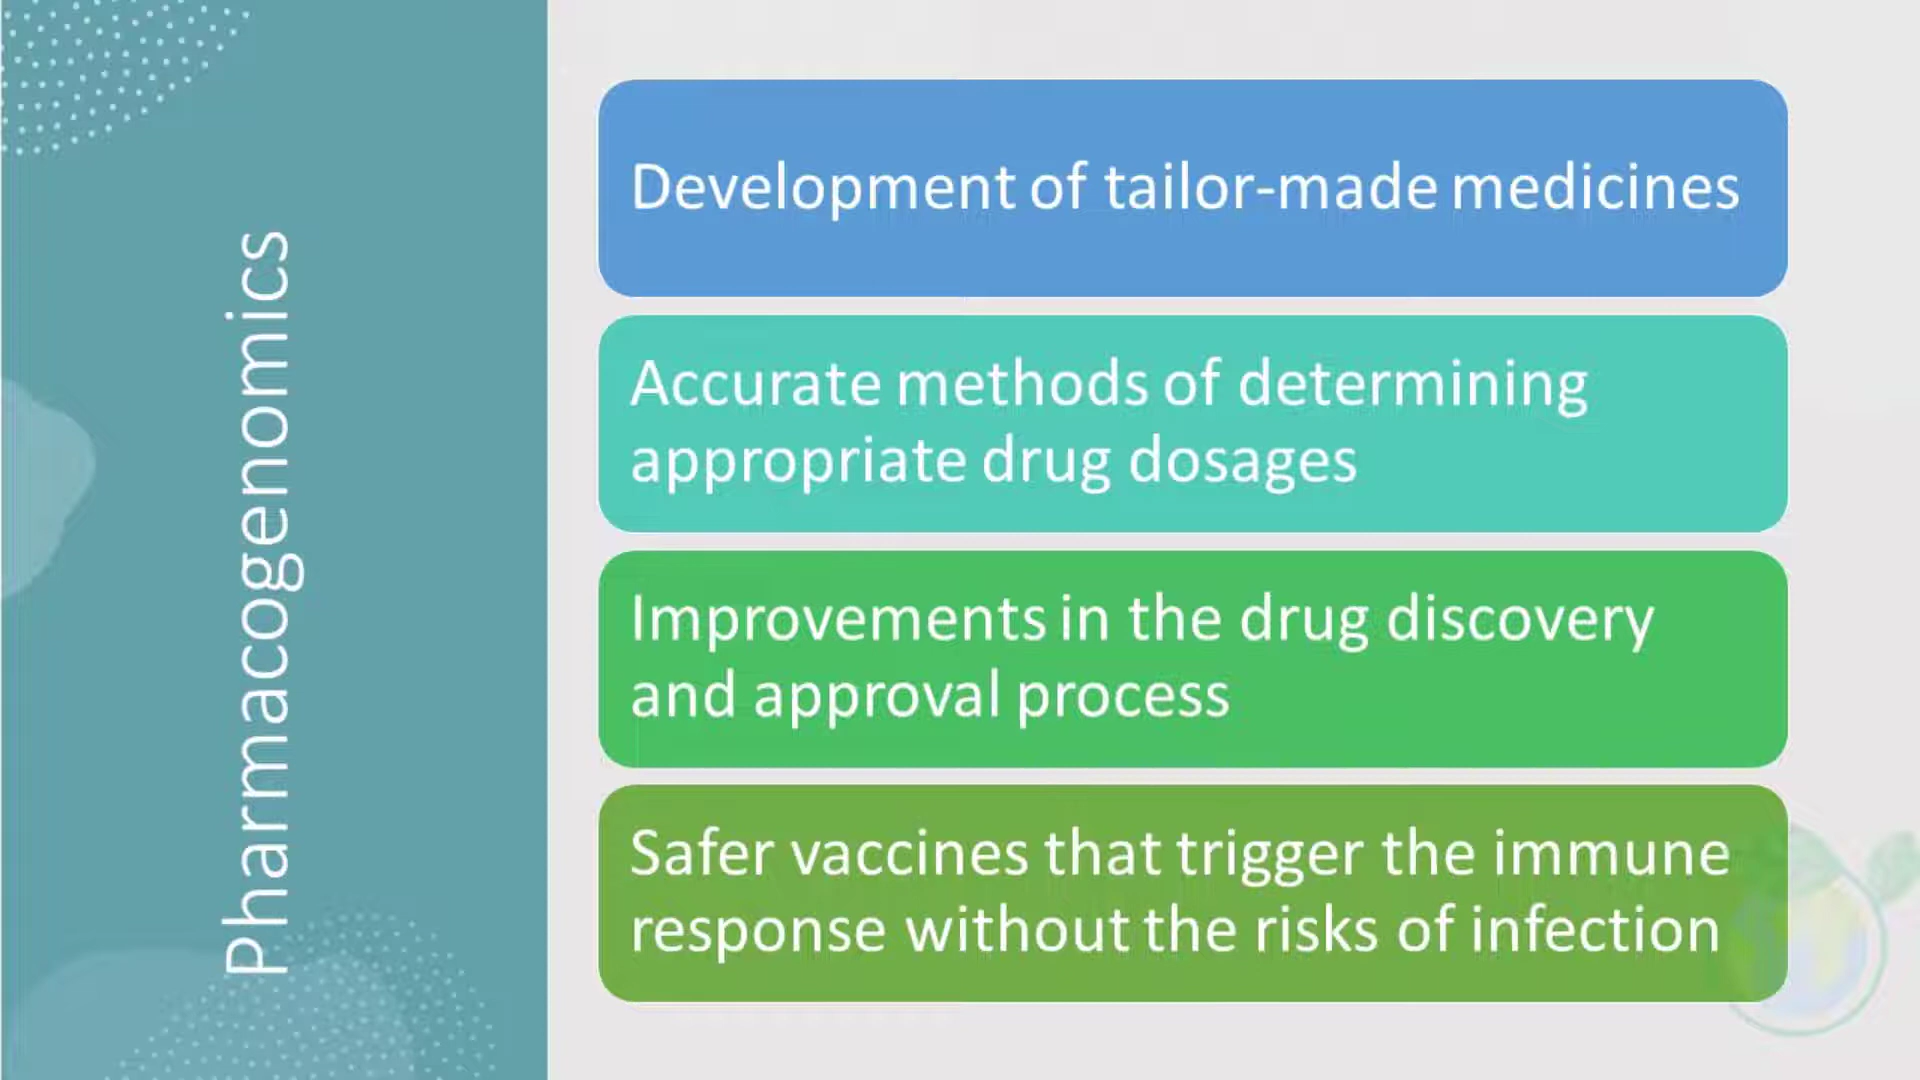 Pharmacogenomics
Development of tailor-made medicines
Accurate methods of determining
appropriate drug dosages
Improvements in the drug discovery
and approval process
Safer vaccines that trigger the immune
response without the risks of infection